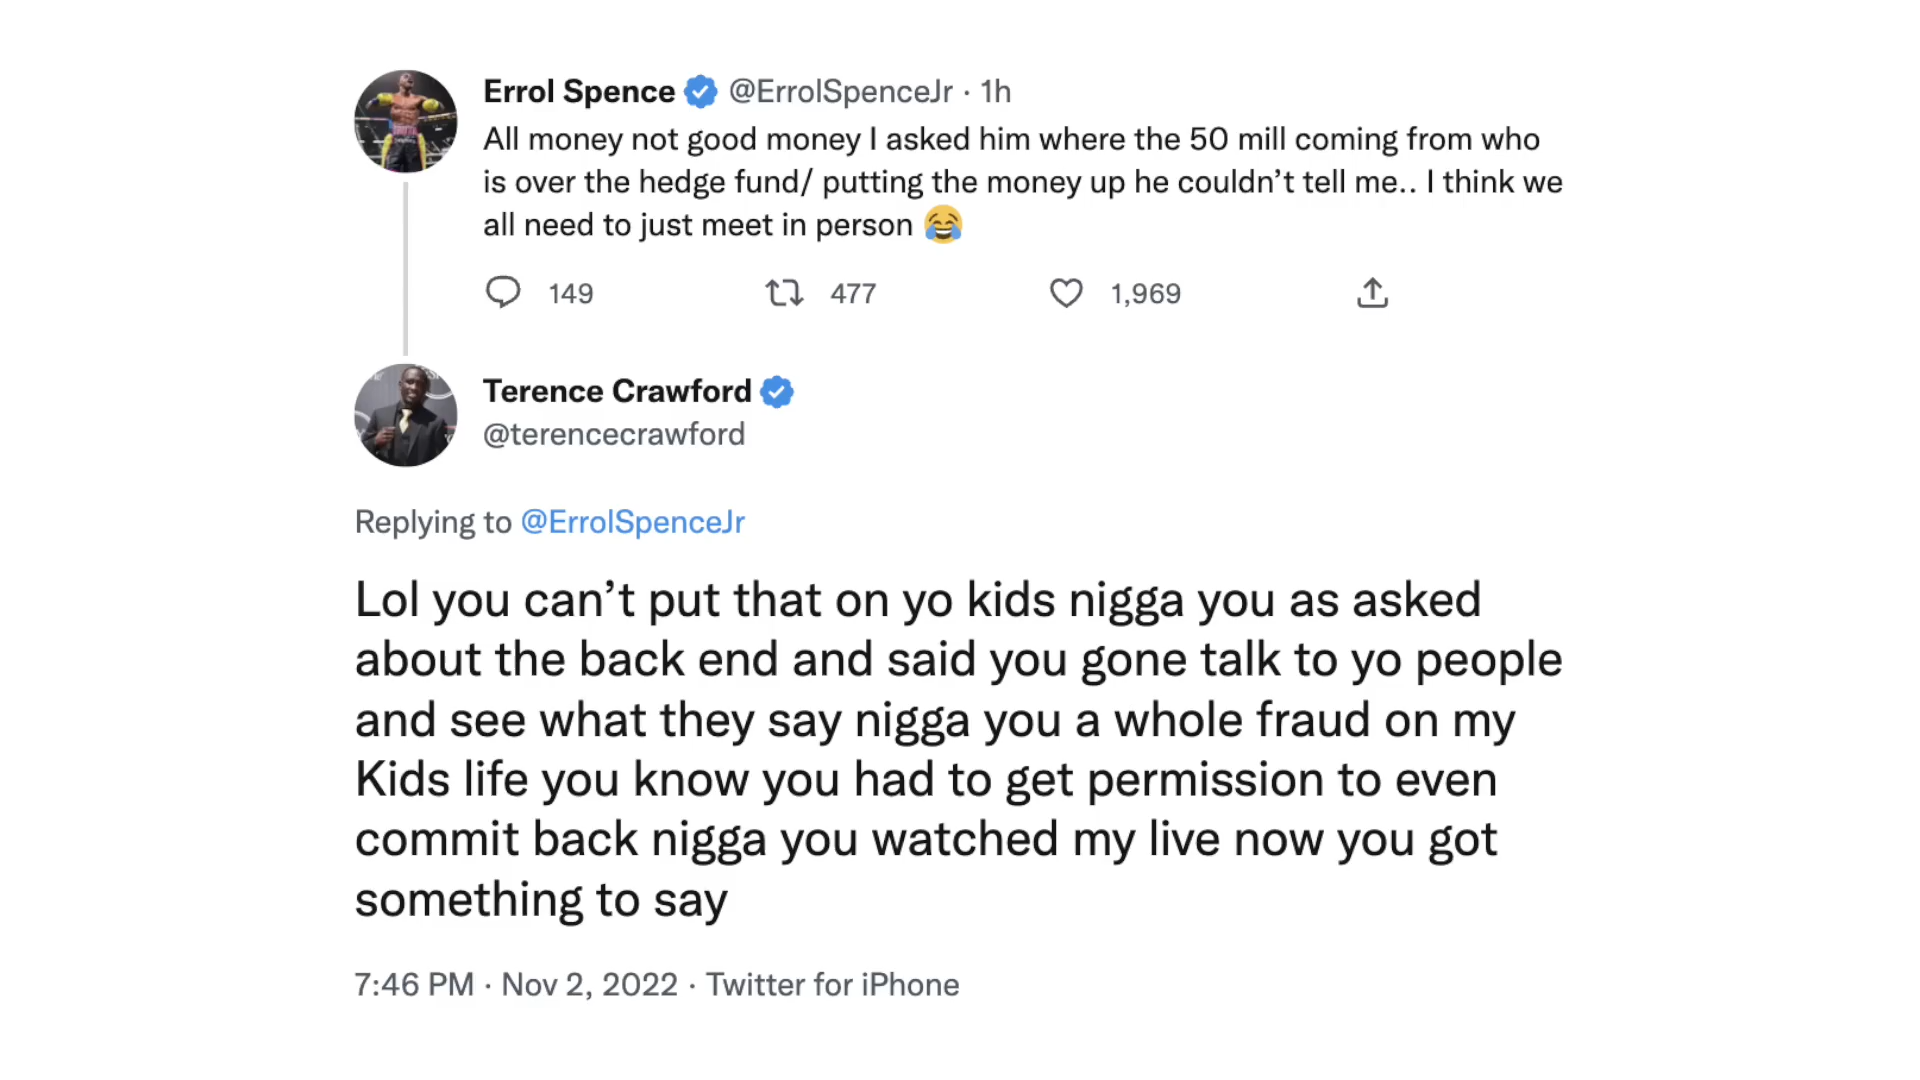 Errol Spence @ErrolSpenceJr · 1h
All money not good money I asked him where the 50 mill coming from who
is over the hedge fund/ putting the money up he couldn’t tell me.. I think we
all need to just meet in person 😂
149 477 1,969
Terence Crawford
@terencecrawford
Replying to @ErrolSpenceJr
Lol you can’t put that on yo kids nigga you as asked
about the back end and said you gone talk to yo people
and see what they say nigga you a whole fraud on my
Kids life you know you had to get permission to even
commit back nigga you watched my live now you got
something to say
7:46 PM · Nov 2, 2022 · Twitter for iPhone